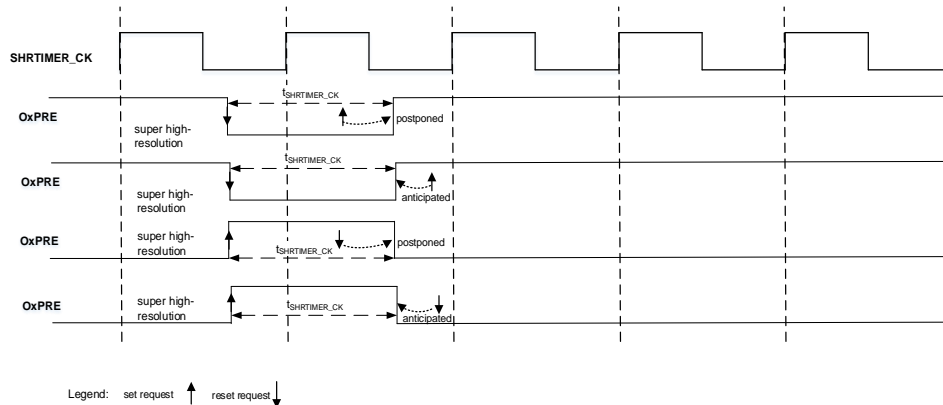 SHRTIMER_CK
tSHRTIMER_CK
OxPRE
postponed
super high-
resolution
tSHRTIMER_CK
OxPRE
super high-
resolution
anticipated
OxPRE
super high-
resolution
postponed
tSHRTIMER_CK
super high-
resolution
OxPRE
tSHRTIMER_CK
anticipated
Legend: set request reset request